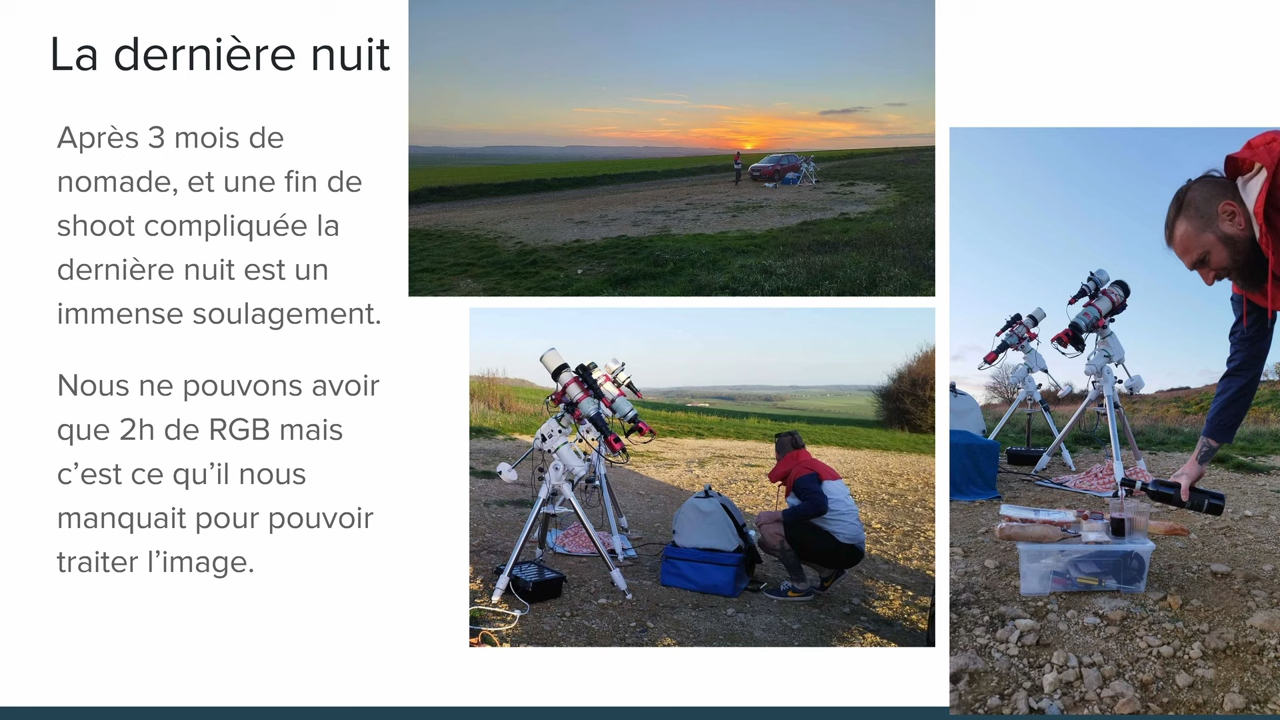 La dernière nuit
Après 3 mois de
nomade, et une fin de
shoot compliquée la
dernière nuit est un
immense soulagement.
Nous ne pouvons avoir
que 2h de RGB mais
c’est ce qu’il nous
manquait pour pouvoir
traiter l’image.